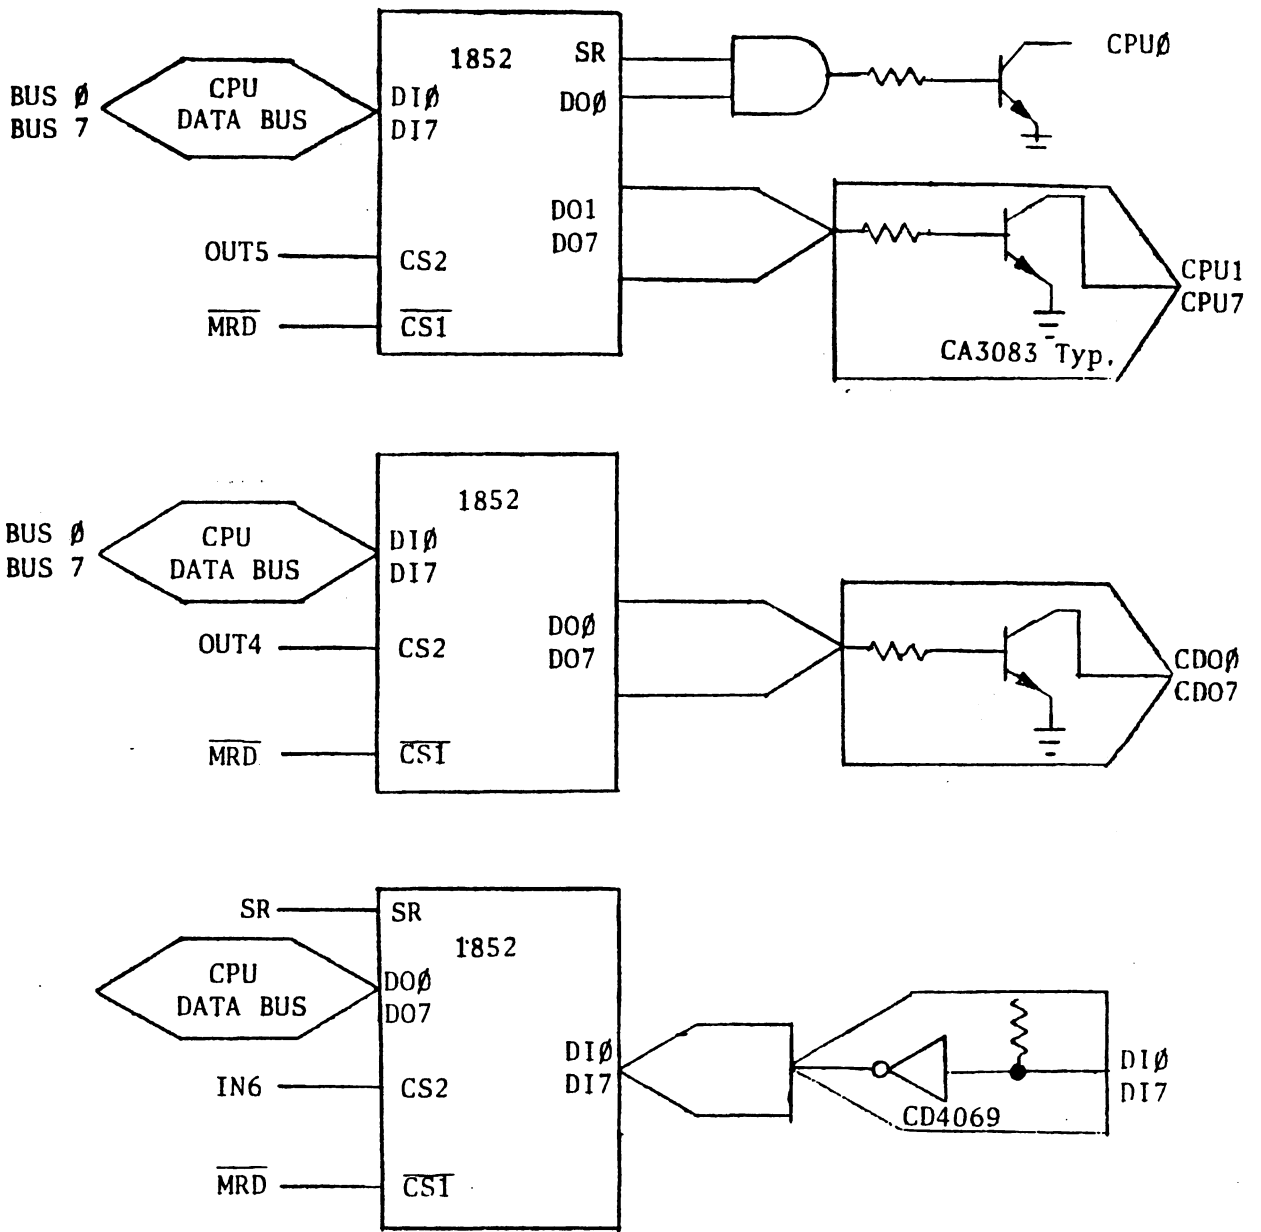 1852
SR
CPUØ
BUS Ø
BUS 7
CPU
DATA BUS
DIØ
DI7
DOØ
DO1
DO7
OUT5
CS2
MRD
CS1
CPU1
CPU7
CA3083 Typ.
1852
BUS Ø
BUS 7
CPU
DATA BUS
DIØ
DI7
OUT4
CS2
DOØ
DO7
CDOØ
CDO7
MRD
CS1
SR
SR
1852
CPU
DATA BUS
DOØ
DO7
DIØ
DI7
DIØ
DI7
IN6
CS2
CD4069
MRD
CS1